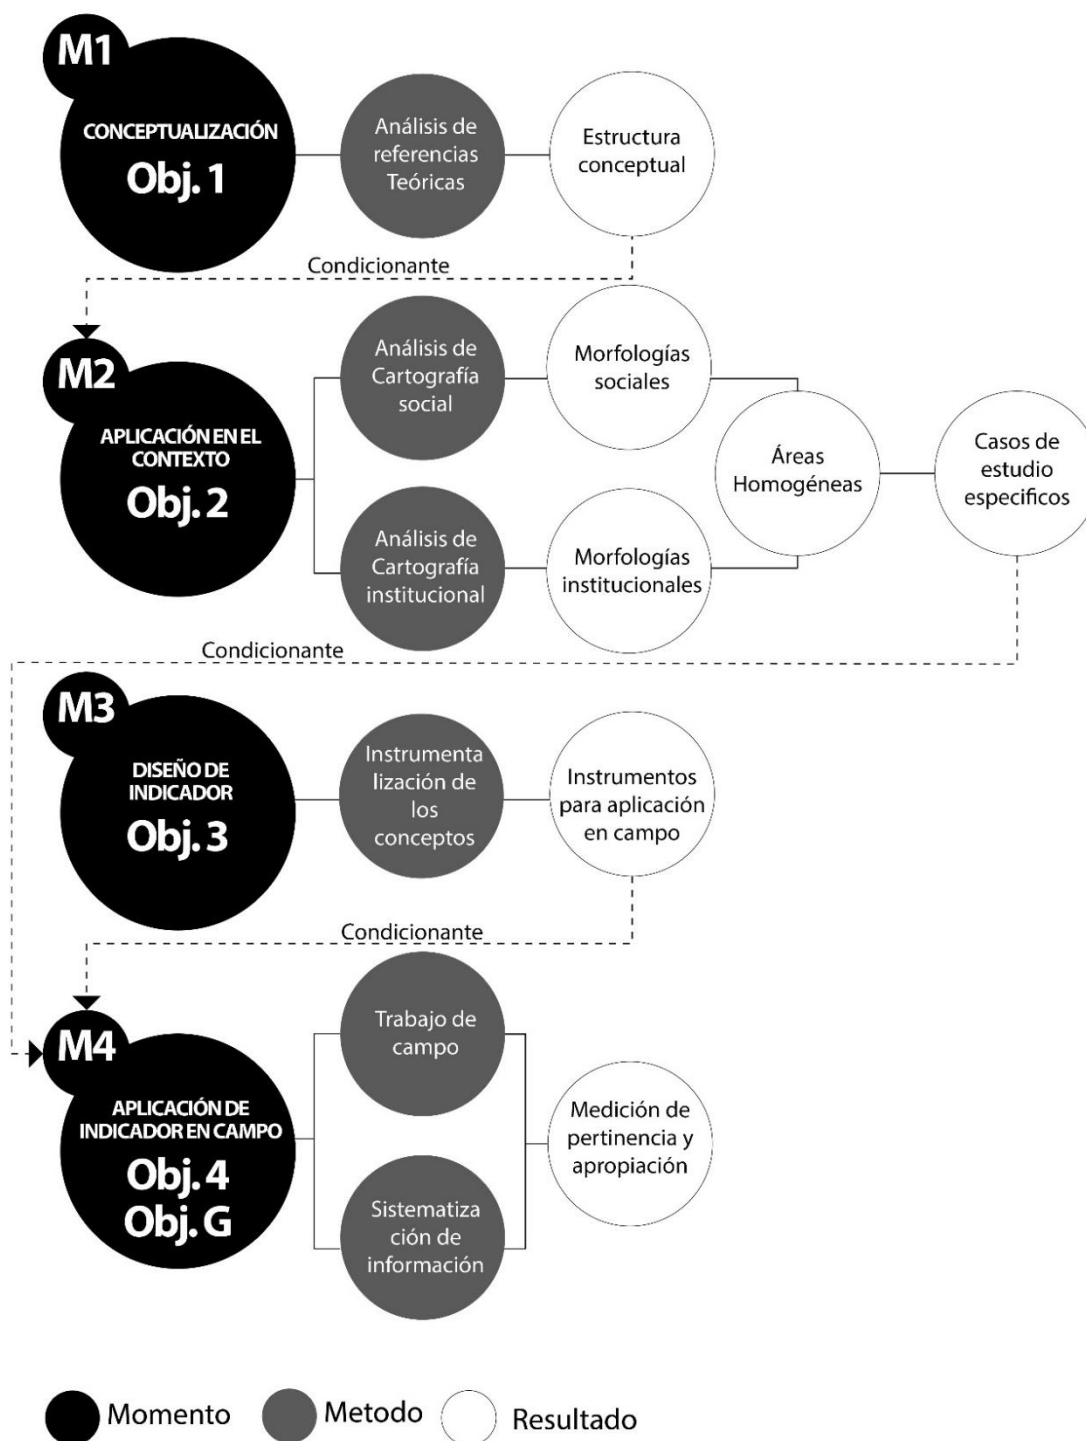 M1
CONCEPTUALIZACIÓN
Obj. 1
Análisis de
referencias
Teóricas
Estructura
conceptual
Condicionante
M2
APLICACIÓN EN EL
CONTEXTO
Obj. 2
Análisis de
Cartografía
social
Morfologías
sociales
Análisis de
Cartografía
institucional
Morfologías
institucionales
Áreas
Homogéneas
Casos de
estudio
especificos
Condicionante
M3
DISEÑO DE
INDICADOR
Obj. 3
Instrumenta
lización de
los
conceptos
Instrumentos
para aplicación
en campo
Condicionante
M4
APLICACIÓN DE
INDICADOR EN CAMPO
Obj. 4
Obj. G
Trabajo de
campo
Sistematiza
ción de
información
Medición de
pertinencia y
apropiación
Momento
Metodo
Resultado